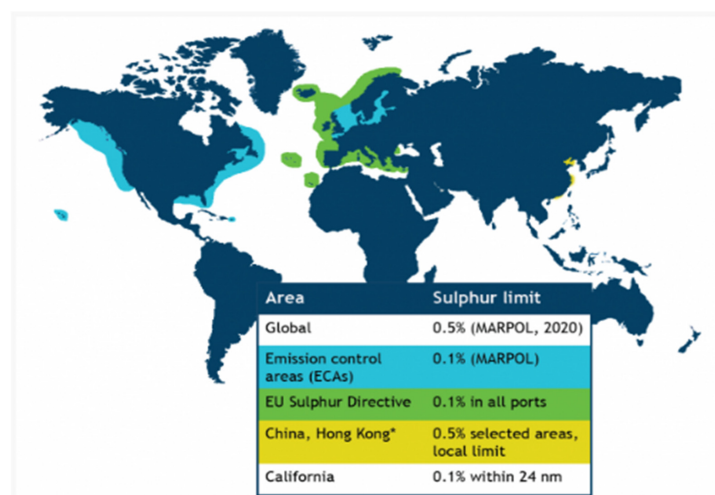 Area Sulphur limit
Global 0.5% (MARPOL, 2020)
Emission control 0.1% (MARPOL)
areas (ECAs)
EU Sulphur Directive 0.1% in all ports
China, Hong Kong* 0.5% selected areas,
local limit
California 0.1% within 24 nm